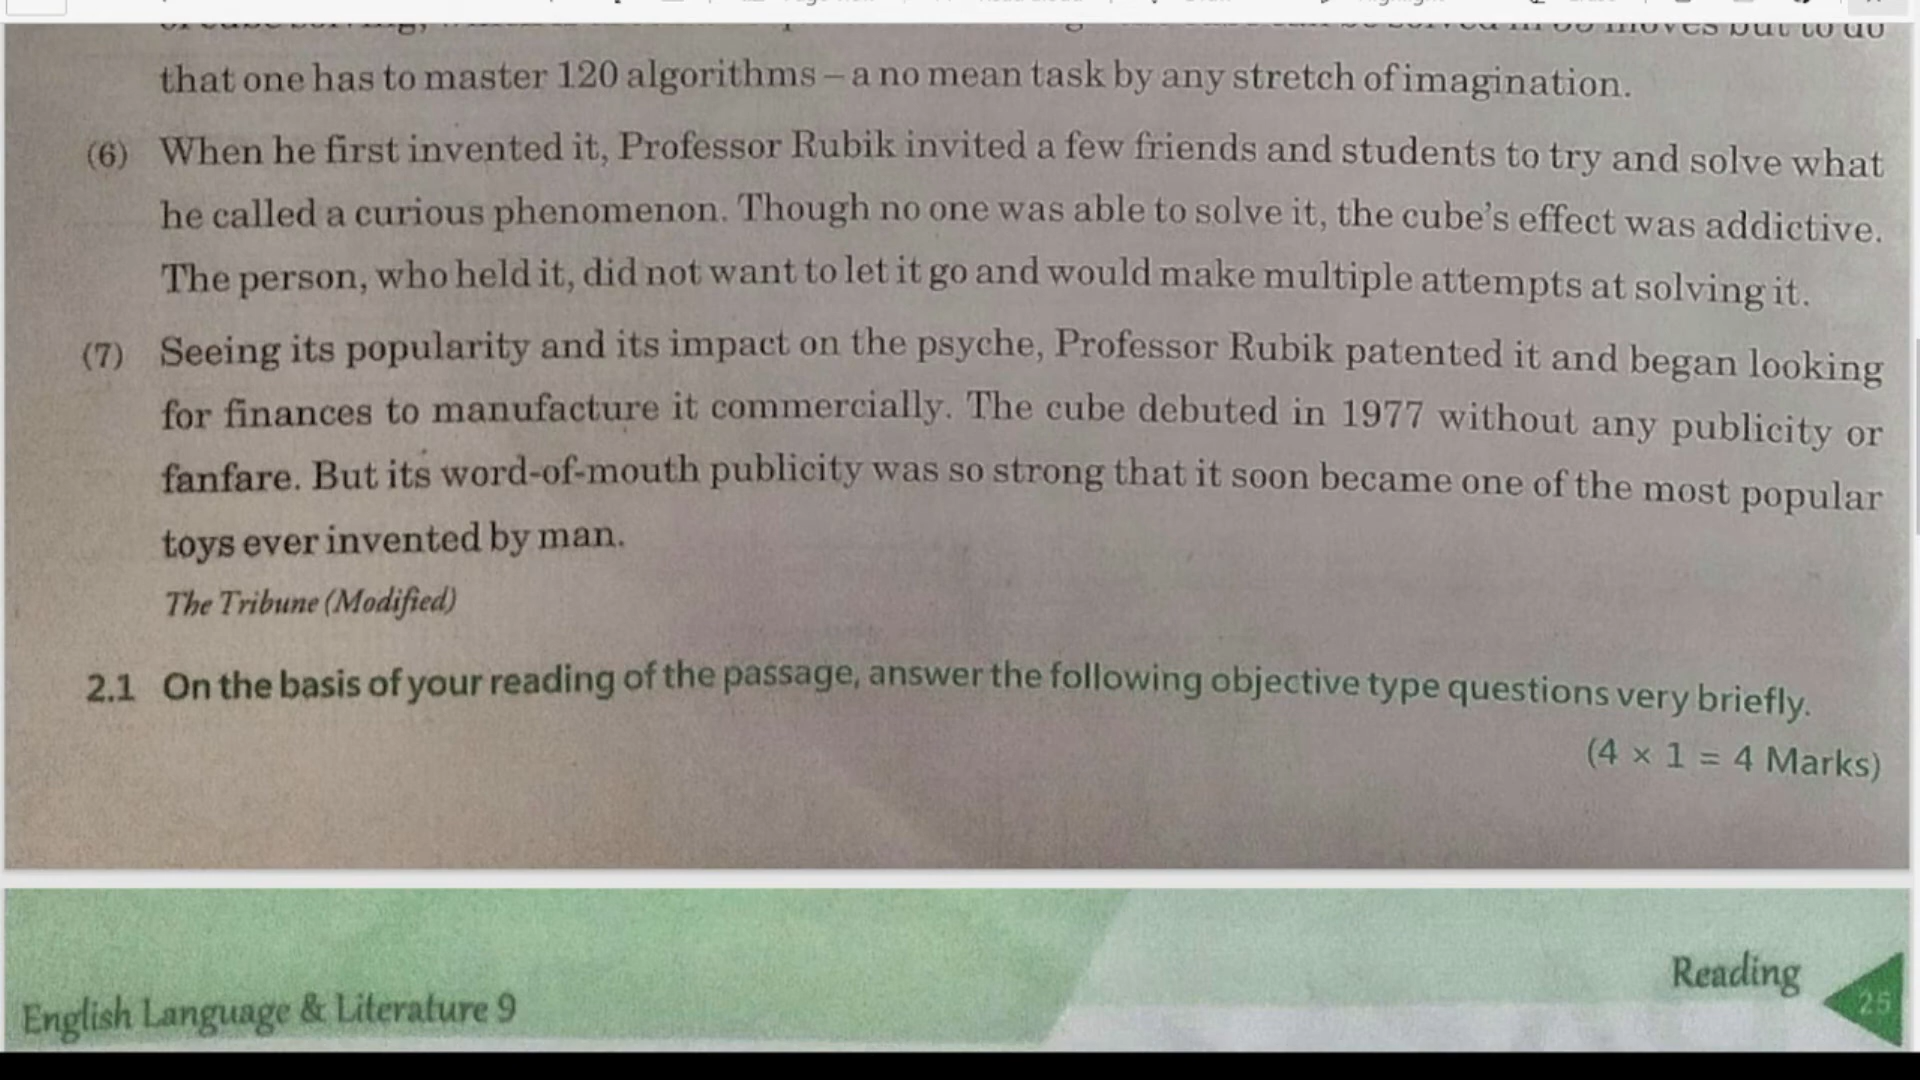 that one has to master 120 algorithms – a no mean task by any stretch of imagination.
(6) When he first invented it, Professor Rubik invited a few friends and students to try and solve what
he called a curious phenomenon. Though no one was able to solve it, the cube's effect was addictive.
The person, who held it, did not want to let it go and would make multiple attempts at solving it.
(7) Seeing its popularity and its impact on the psyche, Professor Rubik patented it and began looking
for finances to manufacture it commercially. The cube debuted in 1977 without any publicity or
fanfare. But its word-of-mouth publicity was so strong that it soon became one of the most popular
toys ever invented by man.
The Tribune (Modified)
2.1 On the basis of your reading of the passage, answer the following objective type questions very briefly.
(4 × 1 = 4 Marks)
Reading
25
English Language & Literature 9